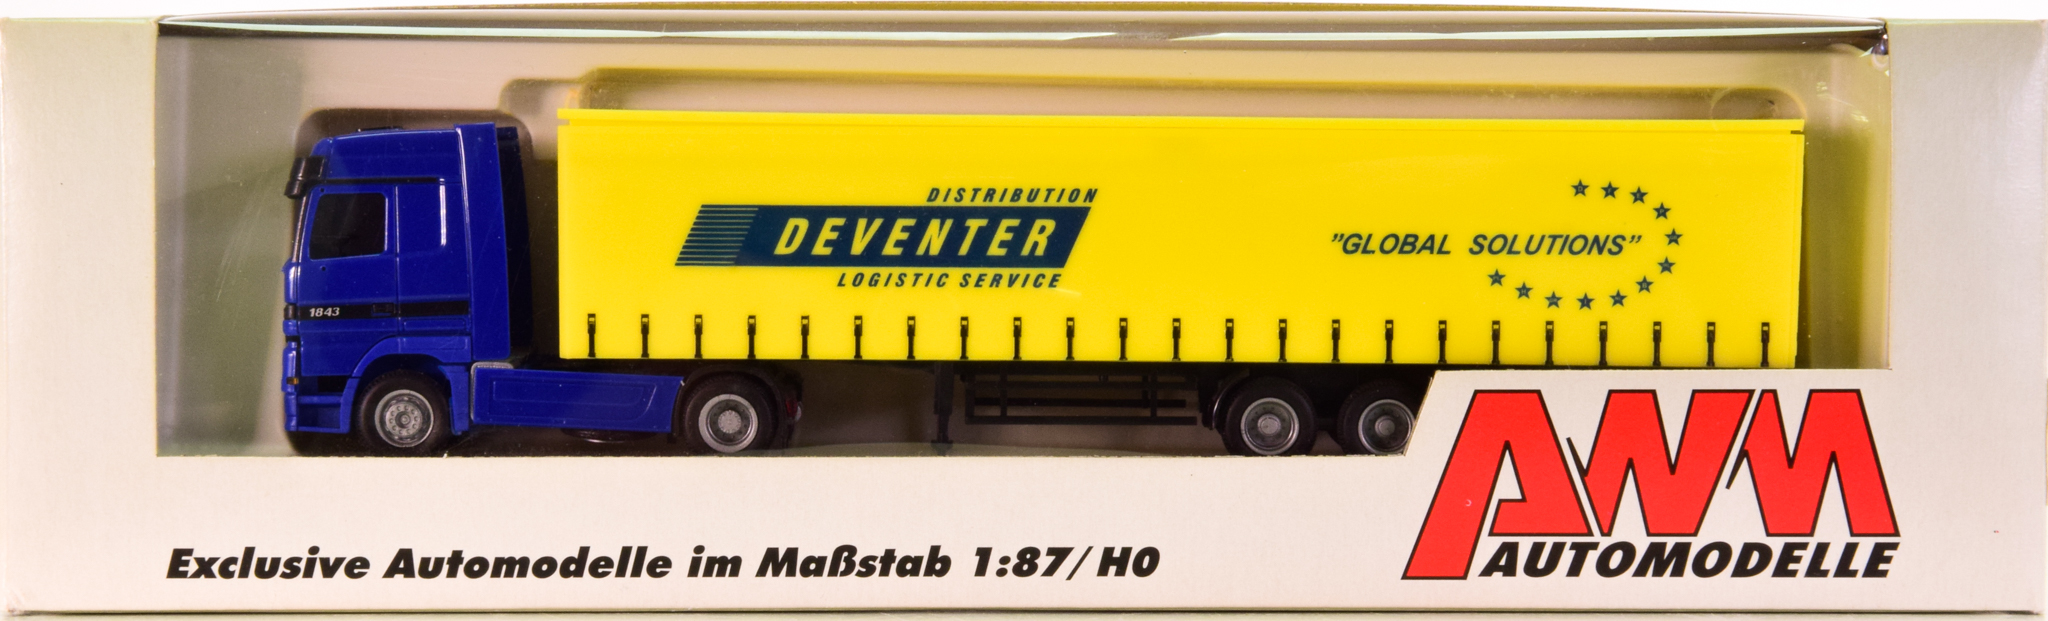 DISTRIBUTION
DEVENTER
LOGISTIC SERVICE
"GLOBAL SOLUTIONS"
1843
AWM
AUTOMODELLE
Exclusive Automodelle im Maßstab 1:87/H0